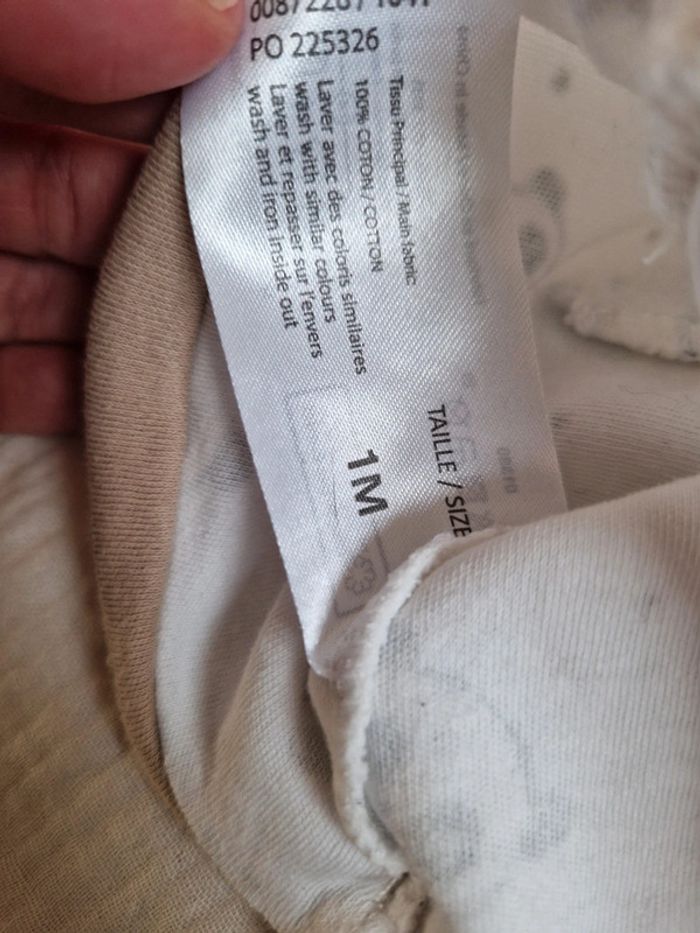 PO 225326
Tissu Principal / Main fabric:
100% COTON / COTTON
Laver avec des coloris similaires
wash with similar colours
Laver et repasser sur l'envers
wash and iron inside out
TAILLE / SIZE
1M